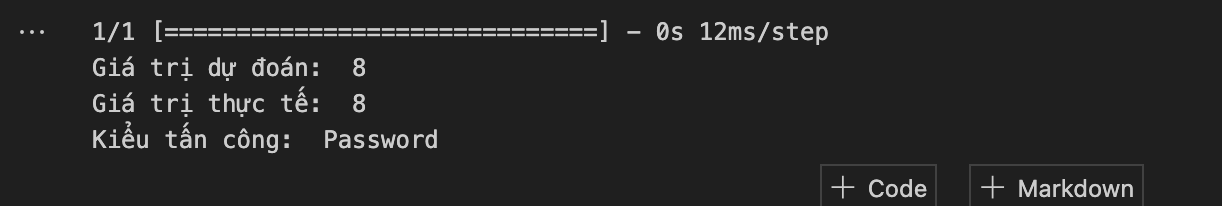 ... 1/1 [==============================] - 0s 12ms/step
Giá trị dự đoán:  8
Giá trị thực tế:  8
Kiểu tấn công:  Password
+ Code + Markdown